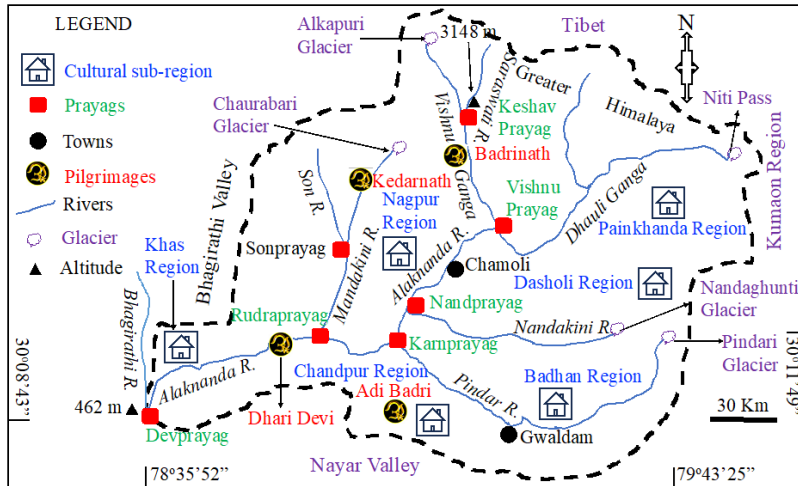 LEGEND
Cultural sub-region
Prayags
Towns
Pilgrimages
Rivers
Glacier
Altitude
Alkapuri
Glacier
3148 m
Tibet
N
Saraswati R.
Greater
Himalaya
Niti Pass
Chaurabari
Glacier
Vishnu
Ganga
Keshav
Prayag
Badrinath
Kumaon Region
Son R.
Kedarnath
Nagpur
Region
Vishnu
Prayag
Dhauli Ganga
Painkhanda Region
Khas
Region
Bhagirathi Valley
Sonprayag
Mandakini R.
Alaknanda R.
Chamoli
Dasholi Region
Nandaghunti
Glacier
Bhagirathi R.
Rudraprayag
Nandprayag
Nandakini R.
Karnprayag
Pindari
Glacier
30°08'43”
Alaknanda R.
Chandpur Region
Adi Badri
Pindar R.
Badhan Region
30°11'49”
462 m
Devprayag
Dhari Devi
Gwaldam
30 Km
Nayar Valley
78°35'52”
79°43'25”